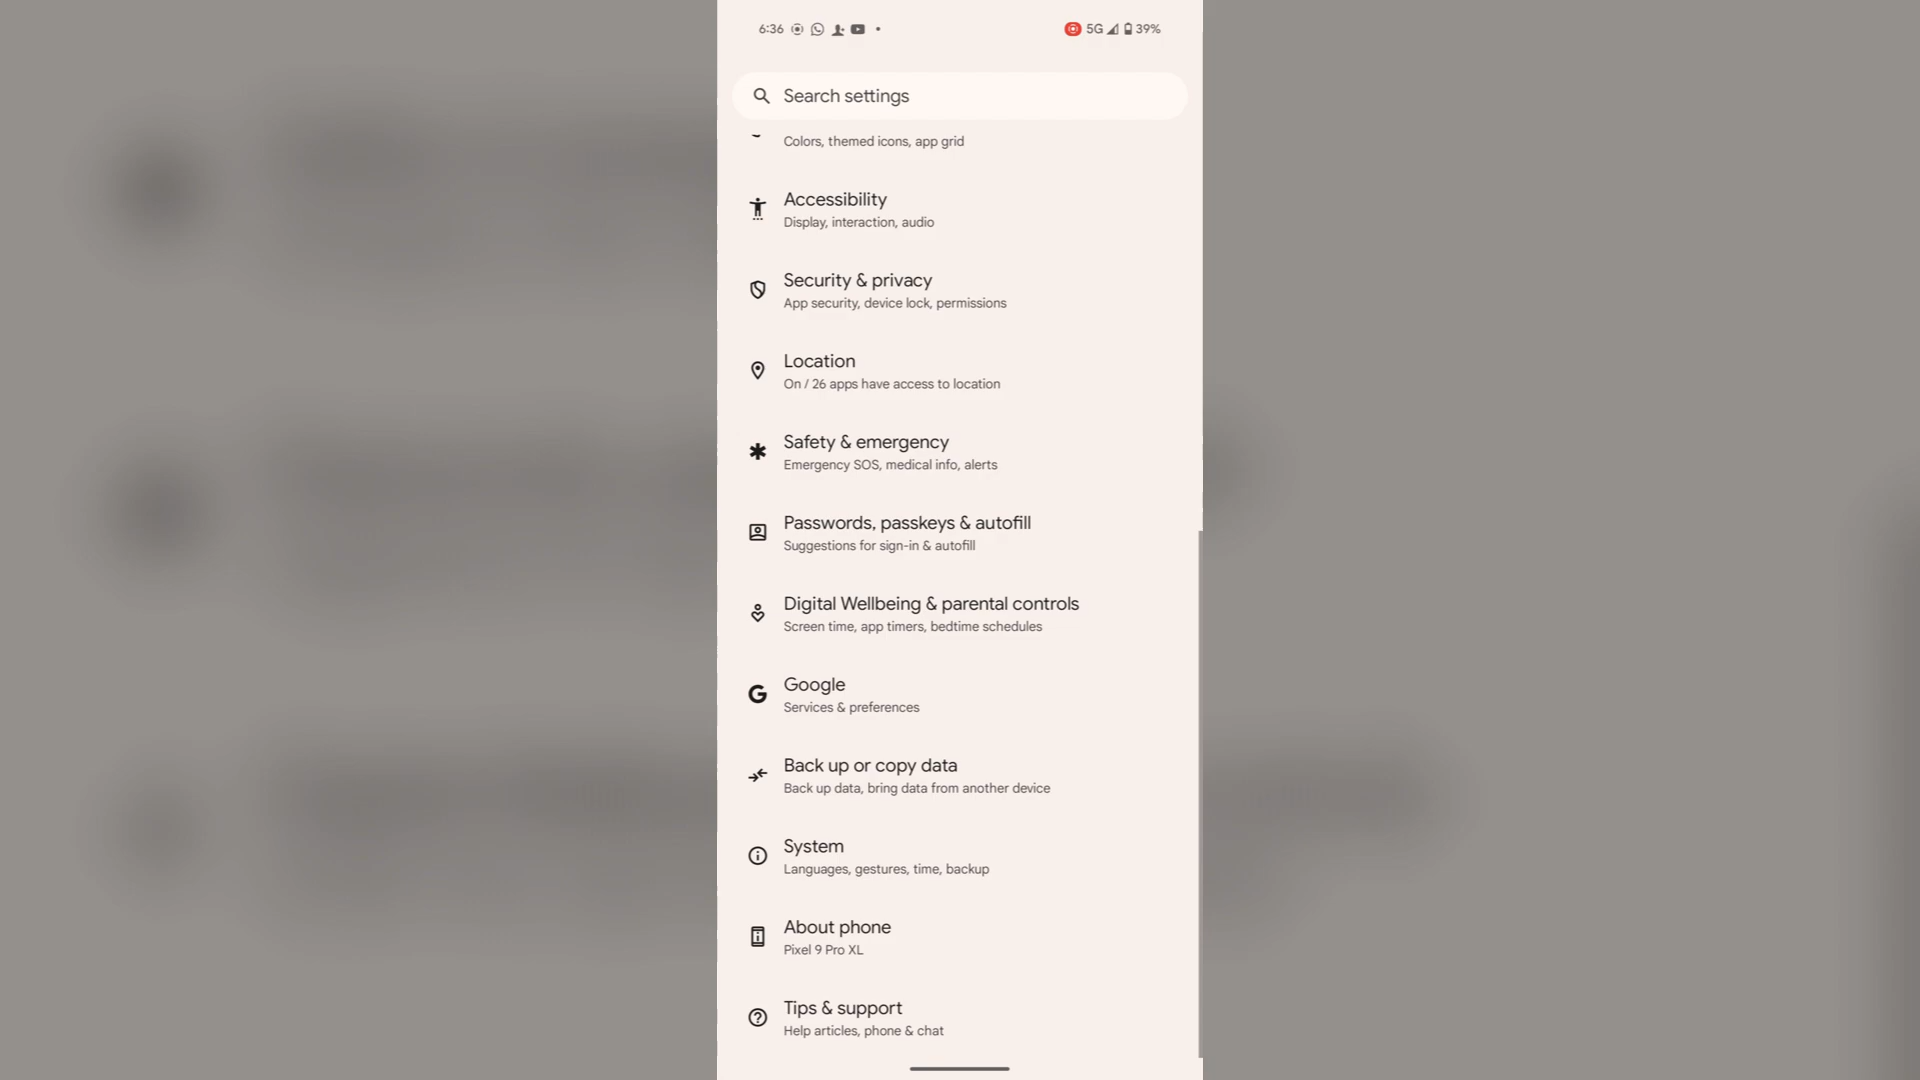 6:36 5G 39%
Search settings
Colors, themed icons, app grid
Accessibility
Display, interaction, audio
Security & privacy
App security, device lock, permissions
Location
On / 26 apps have access to location
Safety & emergency
Emergency SOS, medical info, alerts
Passwords, passkeys & autofill
Suggestions for sign-in & autofill
Digital Wellbeing & parental controls
Screen time, app timers, bedtime schedules
Google
Services & preferences
Back up or copy data
Back up data, bring data from another device
System
Languages, gestures, time, backup
About phone
Pixel 9 Pro XL
Tips & support
Help articles, phone & chat